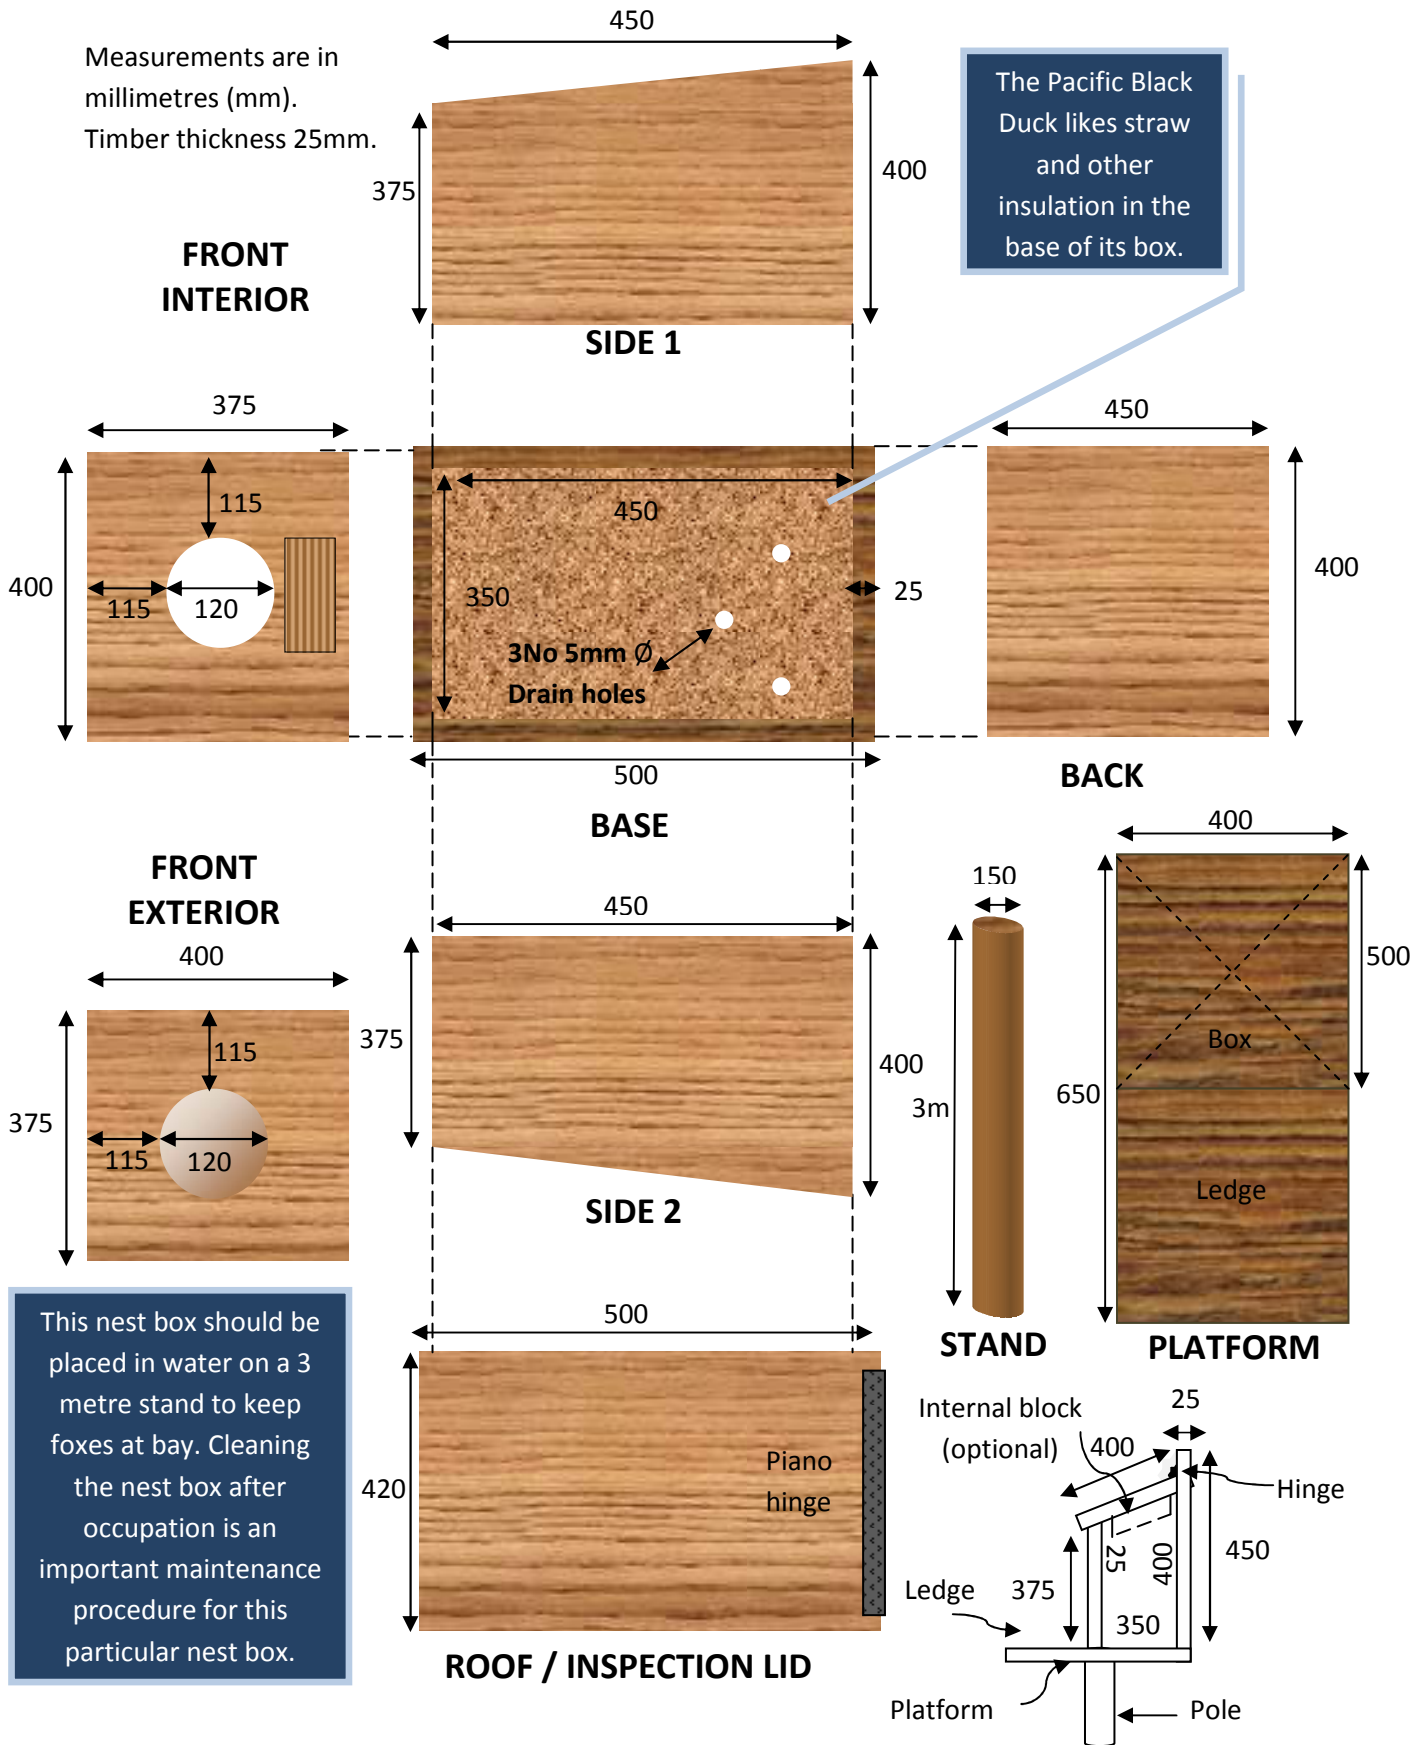 450
Measurements are in
millimetres (mm).
Timber thickness 25mm.
375
400
The Pacific Black
Duck likes straw
and other
insulation in the
base of its box.
FRONT
INTERIOR
SIDE 1
375
115
400
115
120
450
350
25
3No 5mm Ø
Drain holes
500
BASE
450
400
BACK
FRONT
EXTERIOR
400
115
375
115
120
450
375
400
SIDE 2
150
3m
STAND
400
500
Box
650
Ledge
PLATFORM
This nest box should be
placed in water on a 3
metre stand to keep
foxes at bay. Cleaning
the nest box after
occupation is an
important maintenance
procedure for this
particular nest box.
500
420
Piano
hinge
ROOF / INSPECTION LID
25
Internal block
(optional)
400
Hinge
25
400
450
375
Ledge
350
Platform
Pole